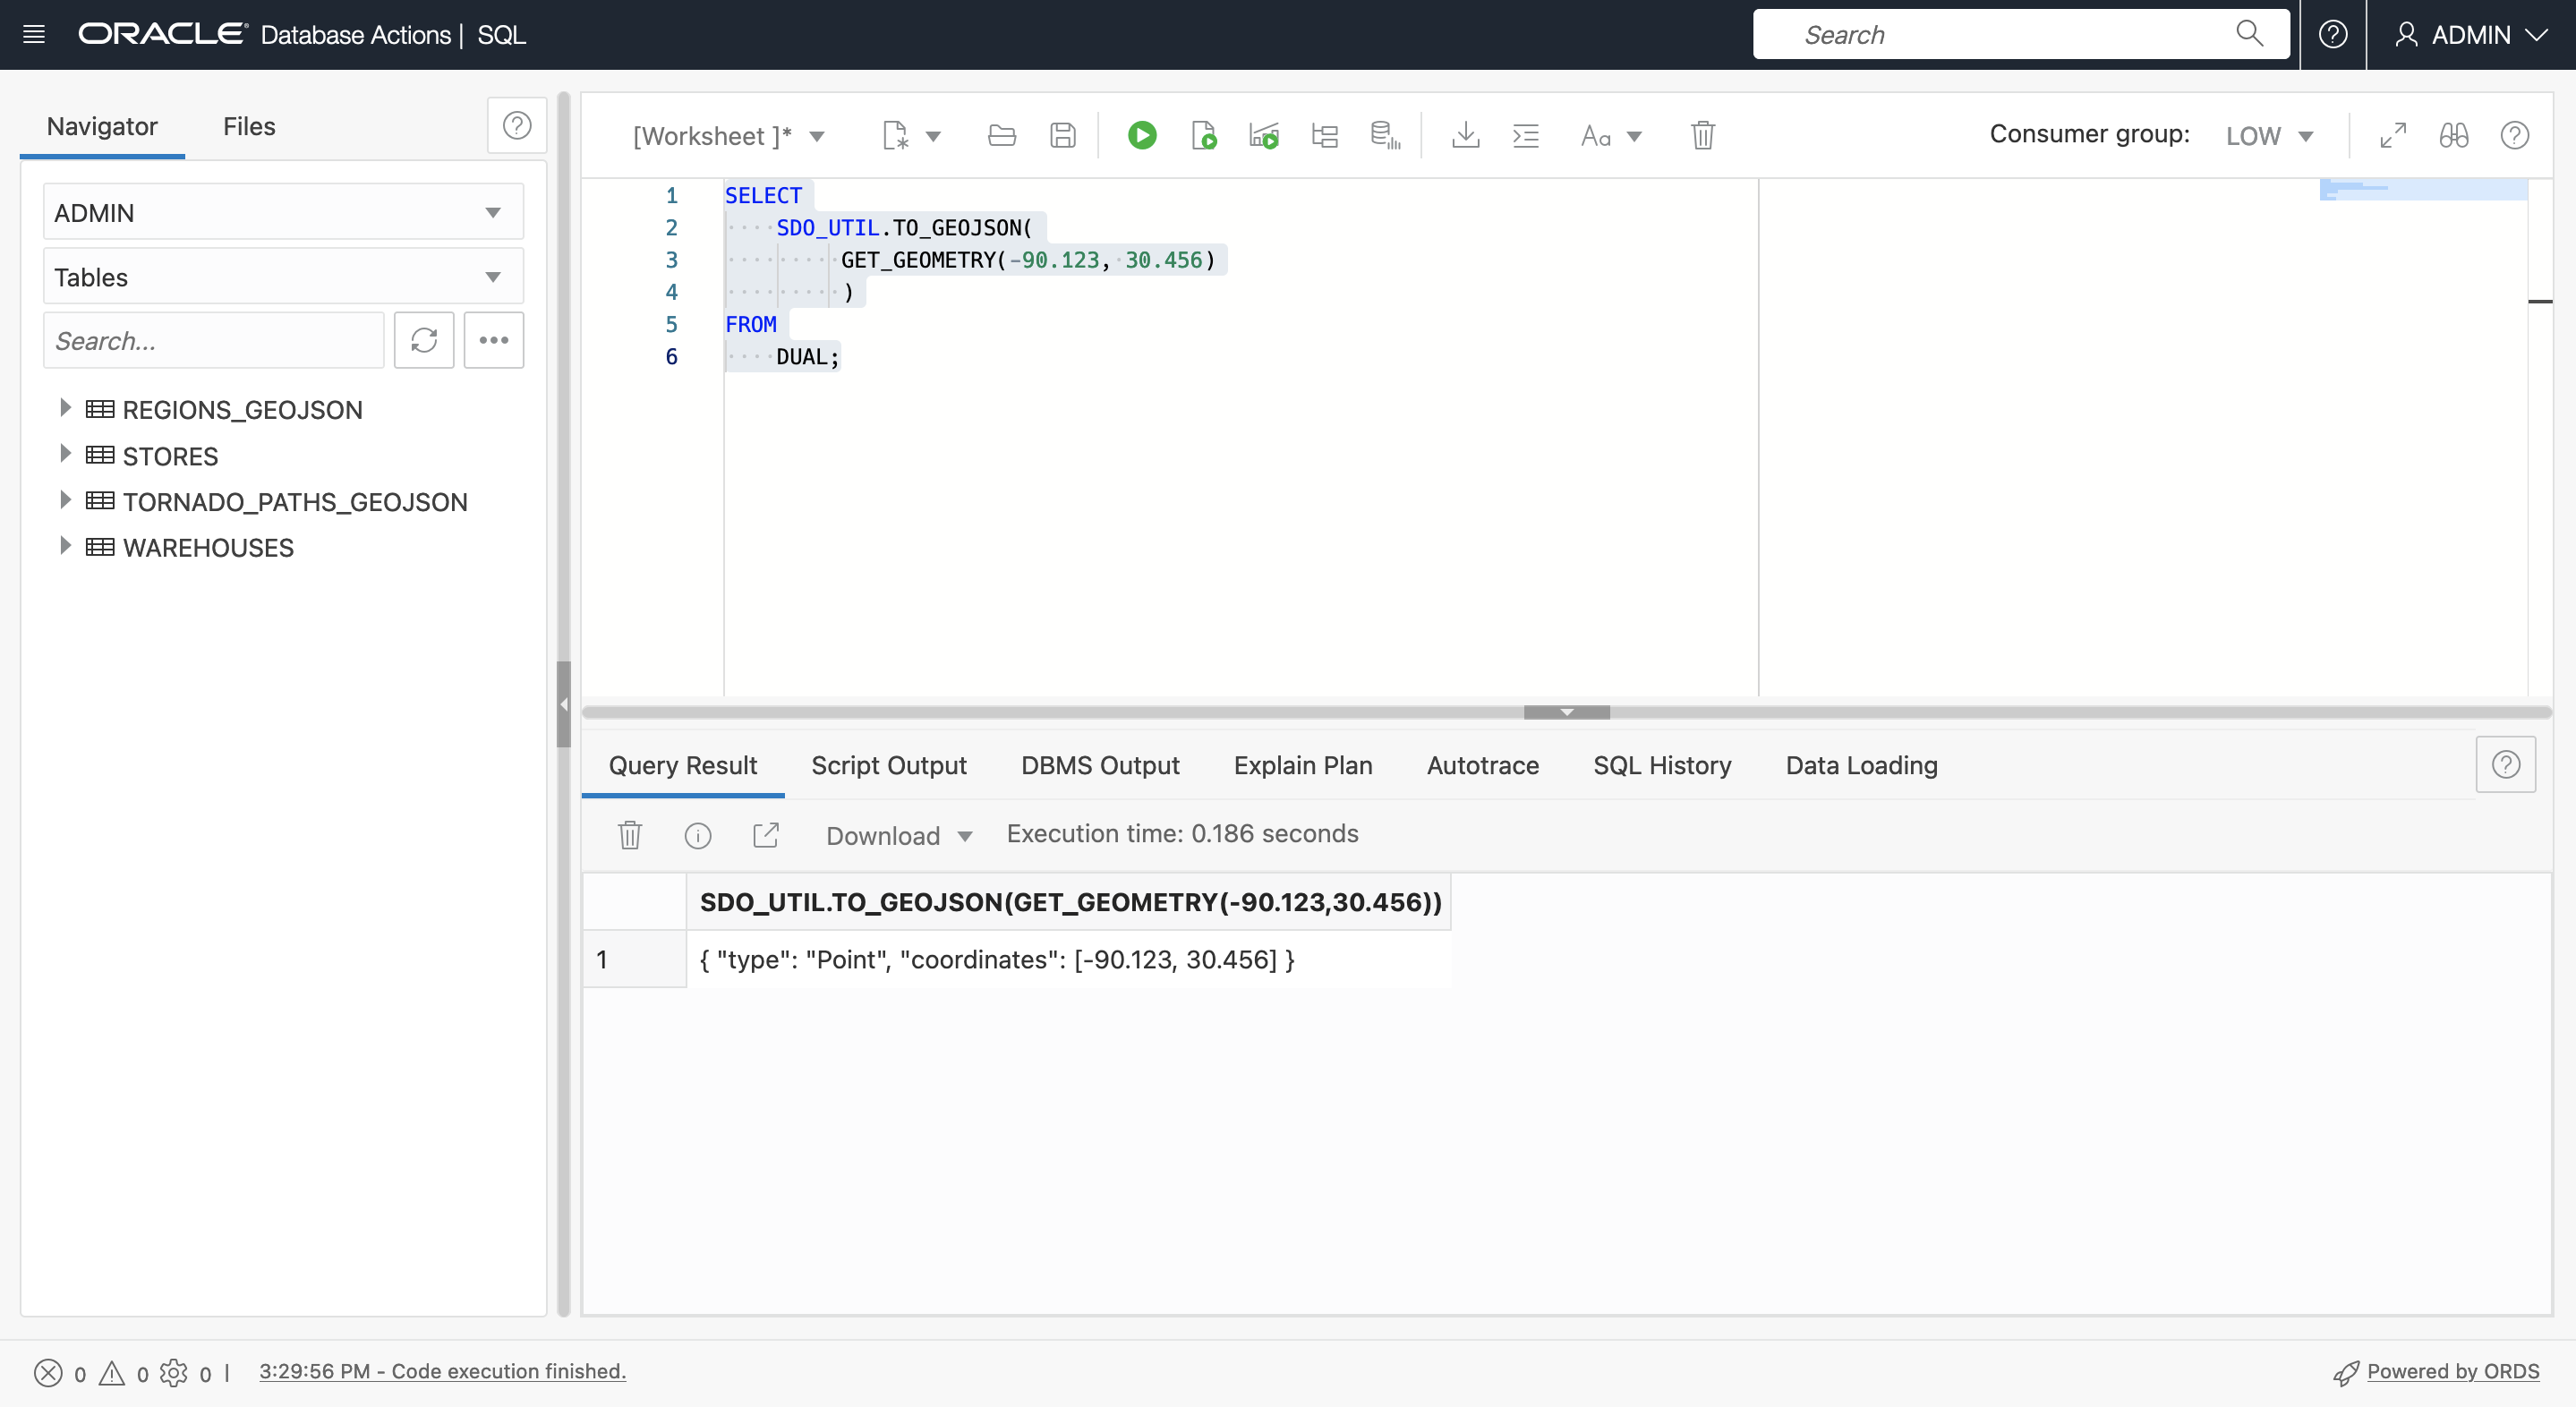 ORACLE Database Actions | SQL
Search
ADMIN
Navigator
Files
ADMIN
Tables
Search...
REGIONS_GEOJSON
STORES
TORNADO_PATHS_GEOJSON
WAREHOUSES
[Worksheet ]*
Aa
Consumer group: LOW
1 SELECT
2 SDO_UTIL.TO_GEOJSON(
3 GET_GEOMETRY(-90.123, 30.456)
4 )
5 FROM
6 DUAL;
Query Result
Script Output
DBMS Output
Explain Plan
Autotrace
SQL History
Data Loading
Download
Execution time: 0.186 seconds
SDO_UTIL.TO_GEOJSON(GET_GEOMETRY(-90.123,30.456))
1 { "type": "Point", "coordinates": [-90.123, 30.456] }
0 0 0 | 3:29:56 PM - Code execution finished.
Powered by ORDS